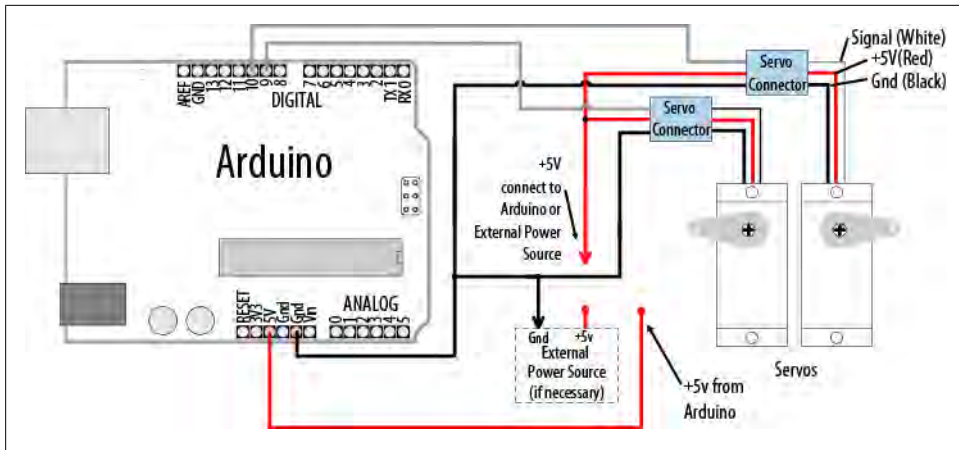 Signal (White)
+5V(Red)
Gnd (Black)
Servo
Connector
Servo
Connector
AREF
GND
13
12
11
10
9
8
7
6
5
4
3
2
TX 1
RX 0
DIGITAL
Arduino
+5V
connect to
Arduino or
External Power
Source
RESET
3V3
5V
Gnd
Gnd
Vin
ANALOG
0
1
2
3
4
5
Gnd
+5v
External
Power Source
(if necessary)
+5v from
Arduino
Servos